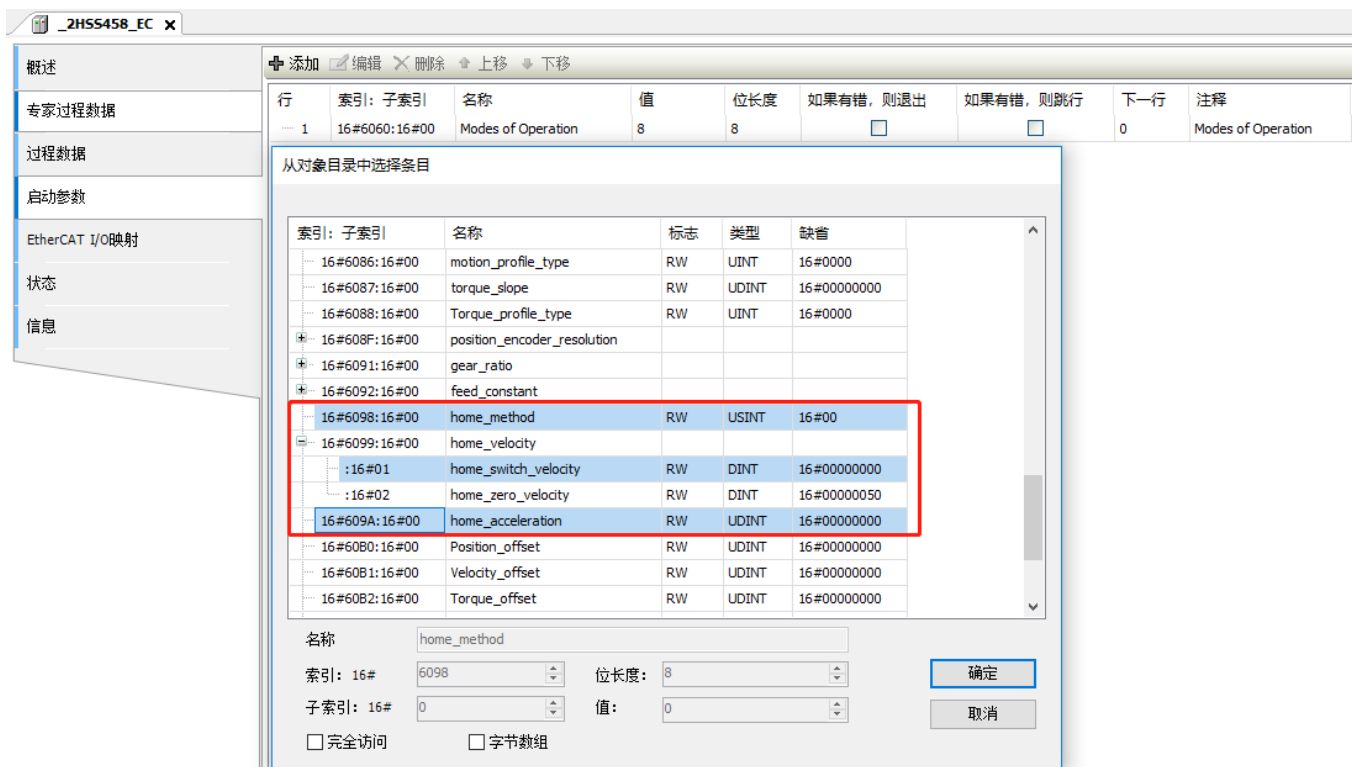 _2HSS458_EC
概述
专家过程数据
过程数据
启动参数
EtherCAT I/O映射
状态
信息
添加 编辑 删除 上移 下移
行 索引：子索引 名称 值 位长度 如果有错，则退出 如果有错，则跳行 下一行 注释
1 16#6060:16#00 Modes of Operation 8 8 0 Modes of Operation
从对象目录中选择条目
索引：子索引 名称 标志 类型 缺省
16#6086:16#00 motion_profile_type RW UINT 16#0000
16#6087:16#00 torque_slope RW UDINT 16#00000000
16#6088:16#00 Torque_profile_type RW UINT 16#0000
16#608F:16#00 position_encoder_resolution
16#6091:16#00 gear_ratio
16#6092:16#00 feed_constant
16#6098:16#00 home_method RW USINT 16#00
16#6099:16#00 home_velocity
:16#01 home_switch_velocity RW DINT 16#00000000
:16#02 home_zero_velocity RW DINT 16#00000050
16#609A:16#00 home_acceleration RW UDINT 16#00000000
16#60B0:16#00 Position_offset RW UDINT 16#00000000
16#60B1:16#00 Velocity_offset RW UDINT 16#00000000
16#60B2:16#00 Torque_offset RW UDINT 16#00000000
名称 home_method
索引：16# 6098 位长度： 8 确定
子索引：16# 0 值： 0 取消
完全访问 字节数组